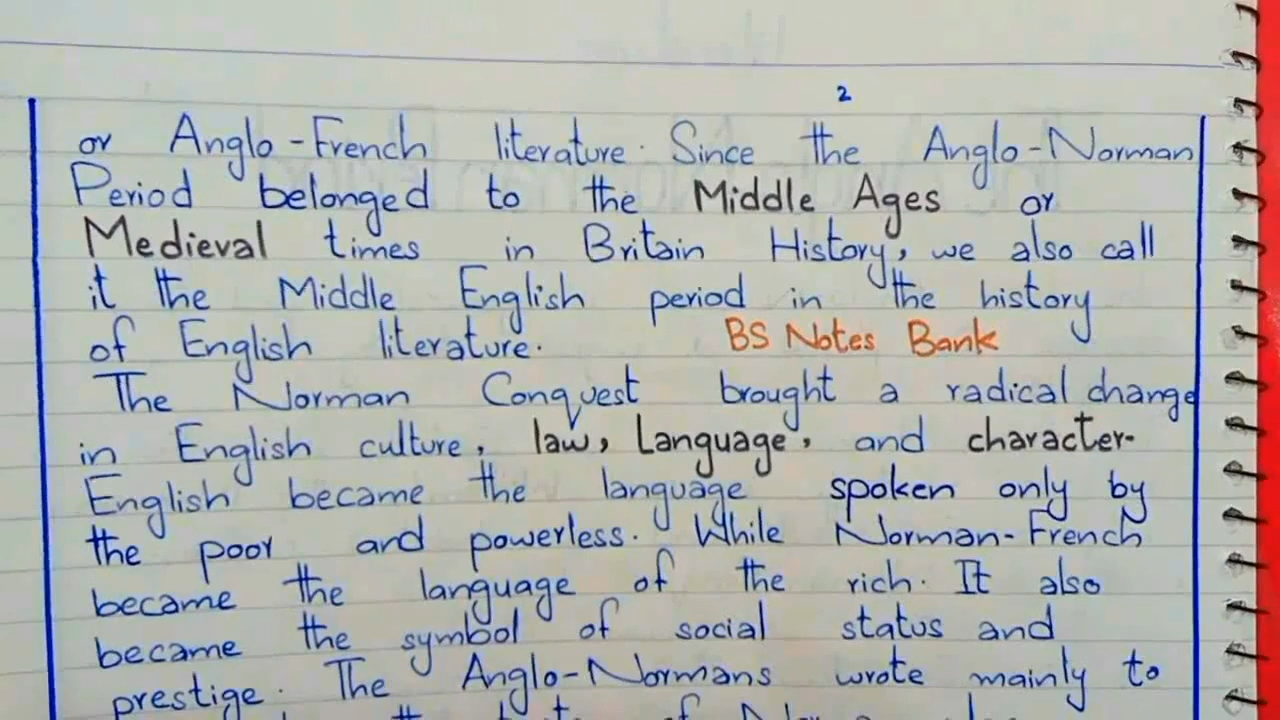 2
or Anglo-French literature. Since the Anglo-Norman
Period belonged to the Middle Ages or
Medieval times in Britain History, we also call
it the Middle English period in the history
of English literature. BS Notes Bank
The Norman Conquest brought a radical change
in English culture, law, Language, and character.
English became the language spoken only by
the poor and powerless. While Norman-French
became the language of the rich. It also
became the symbol of social status and
prestige. The Anglo-Normans wrote mainly to